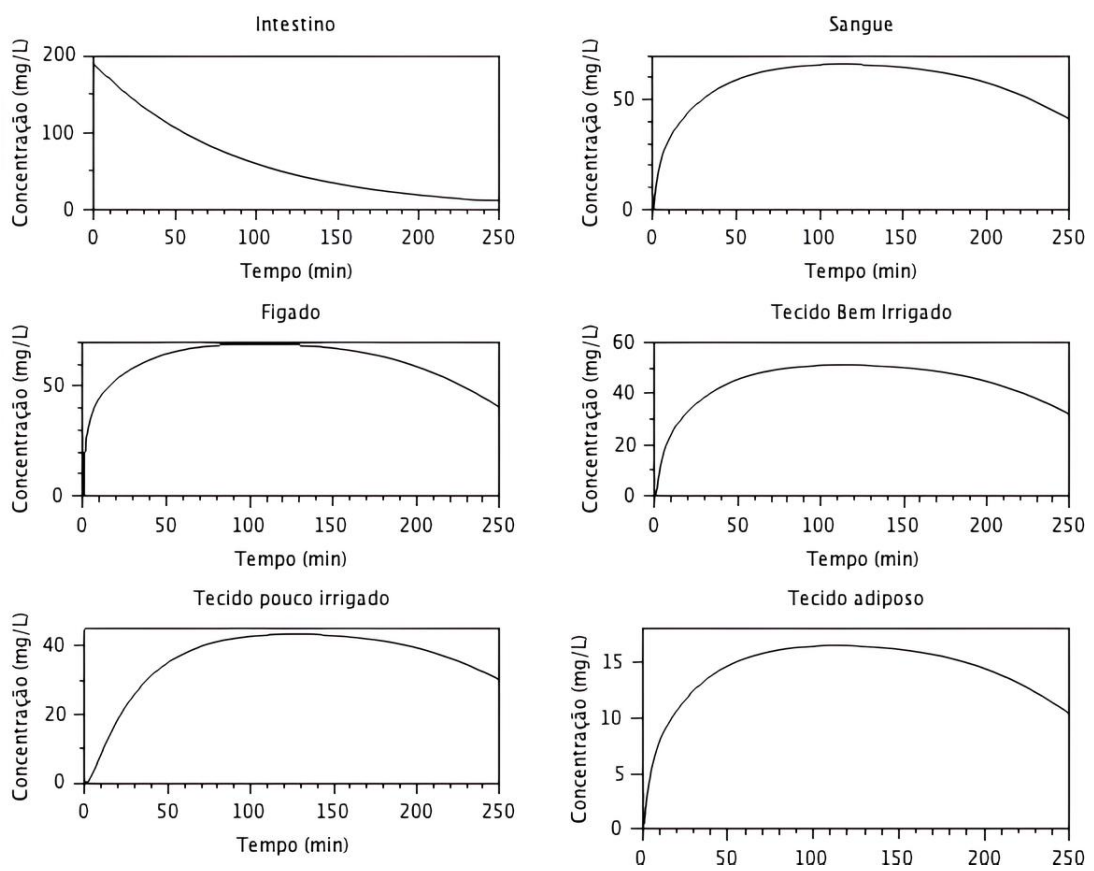 Intestino
Concentração (mg/L)
200
100
0
0 50 100 150 200 250
Tempo (min)
Sangue
Concentração (mg/L)
50
0
0 50 100 150 200 250
Tempo (min)
Figado
Concentração (mg/L)
50
0
0 50 100 150 200 250
Tempo (min)
Tecido Bem Irrigado
Concentração (mg/L)
60
40
20
0
0 50 100 150 200 250
Tempo (min)
Tecido pouco irrigado
Concentração (mg/L)
40
20
0
0 50 100 150 200 250
Tempo (min)
Tecido adiposo
Concentração (mg/L)
15
10
5
0
0 50 100 150 200 250